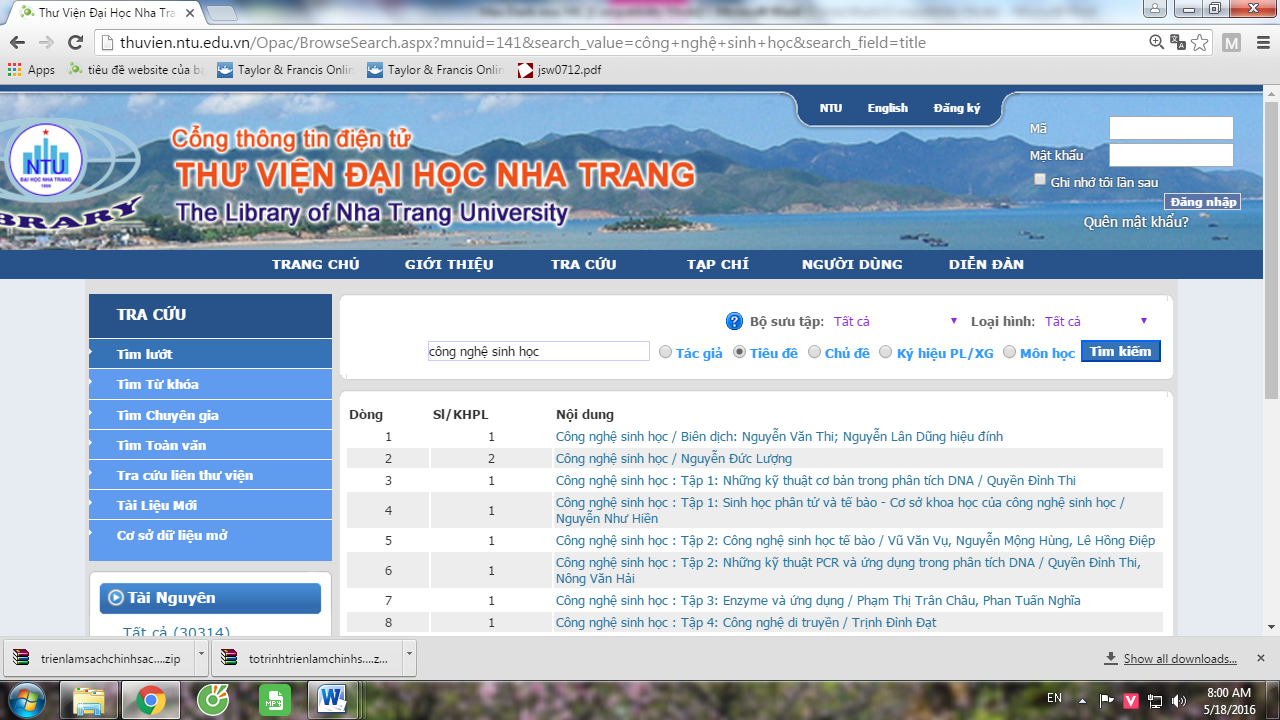 Thư Viện Đại Học Nha Tra
thuvien.ntu.edu.vn/Opac/BrowseSearch.aspx?mnuid=141&search_value=công+nghệ+sinh+học&search_field=title
Apps
tiêu đề website của bạ
Taylor & Francis Onlin
Taylor & Francis Onlin
jsw0712.pdf
NTU English Đăng ký
Mã
Mật khẩu
Ghi nhớ tôi lần sau
Đăng nhập
Quên mật khẩu?
NTU
ĐẠI HỌC NHA TRANG
1959
IBRARY
Cổng thông tin điện tử
THƯ VIỆN ĐẠI HỌC NHA TRANG
The Library of Nha Trang University
TRANG CHỦ GIỚI THIỆU TRA CỨU TẠP CHÍ NGƯỜI DÙNG DIỄN ĐÀN
TRA CỨU
Tìm lướt
Tìm Từ khóa
Tìm Chuyên gia
Tìm Toàn văn
Tra cứu liên thư viện
Tài Liệu Mới
Cơ sở dữ liệu mở
Tài Nguyên
Tất cả (30314)
? Bộ sưu tập: Tất cả Loại hình: Tất cả
công nghệ sinh học Tác giả Tiêu đề Chủ đề Ký hiệu PL/XG Môn học Tìm kiếm
Dòng Sl/KHPL Nội dung
1 1 Công nghệ sinh học / Biên dịch: Nguyễn Văn Thi; Nguyễn Lân Dũng hiệu đính
2 2 Công nghệ sinh học / Nguyễn Đức Lượng
3 1 Công nghệ sinh học : Tập 1: Những kỹ thuật cơ bản trong phân tích DNA / Quyền Đình Thi
4 1 Công nghệ sinh học : Tập 1: Sinh học phân tử và tế bào - Cơ sở khoa học của công nghệ sinh học /
Nguyễn Như Hiền
5 1 Công nghệ sinh học : Tập 2: Công nghệ sinh học tế bào / Vũ Văn Vụ, Nguyễn Mộng Hùng, Lê Hồng Điệp
6 1 Công nghệ sinh học : Tập 2: Những kỹ thuật PCR và ứng dụng trong phân tích DNA / Quyền Đình Thi,
Nông Văn Hải
7 1 Công nghệ sinh học : Tập 3: Enzyme và ứng dụng / Phạm Thị Trân Châu, Phan Tuấn Nghĩa
8 1 Công nghệ sinh học : Tập 4: Công nghệ di truyền / Trịnh Đình Đạt
trienlamsachchinhsac....zip
totrinhtrienlamchinhs....z...
Show all downloads...
MP4
EN
8:00 AM
5/18/2016